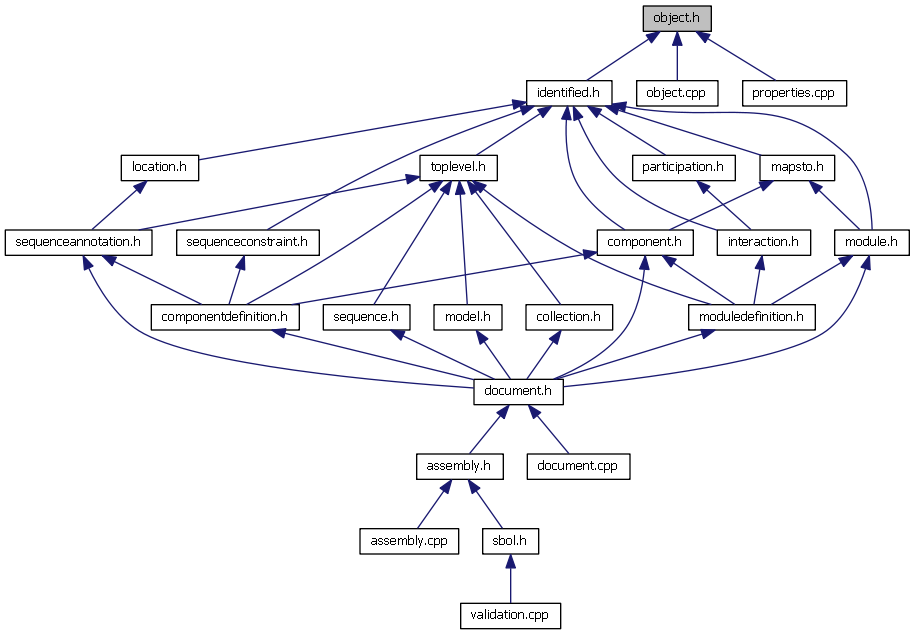 object.h
identified.h
object.cpp
properties.cpp
location.h
toplevel.h
participation.h
mapsto.h
sequenceannotation.h
sequenceconstraint.h
component.h
interaction.h
module.h
componentdefinition.h
sequence.h
model.h
collection.h
moduledefinition.h
document.h
assembly.h
document.cpp
assembly.cpp
sbol.h
validation.cpp